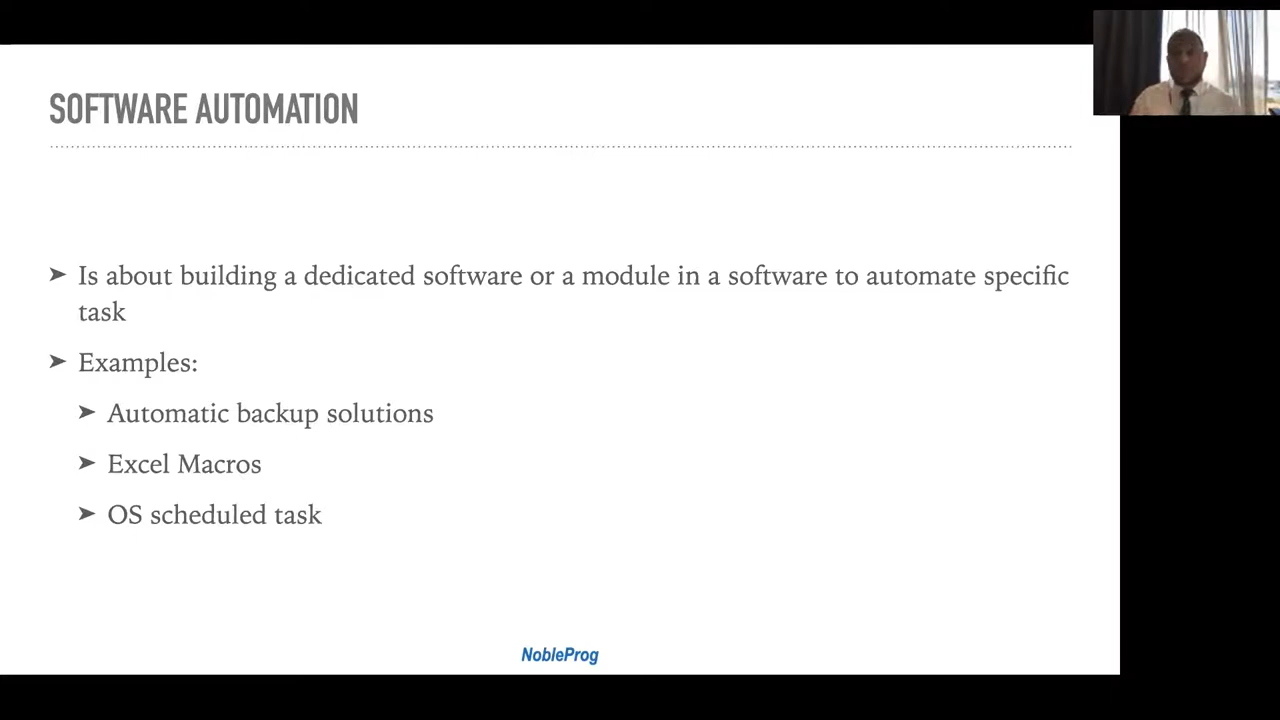 SOFTWARE AUTOMATION
➤ Is about building a dedicated software or a module in a software to automate specific
task
➤ Examples:
➤ Automatic backup solutions
➤ Excel Macros
➤ OS scheduled task
NobleProg